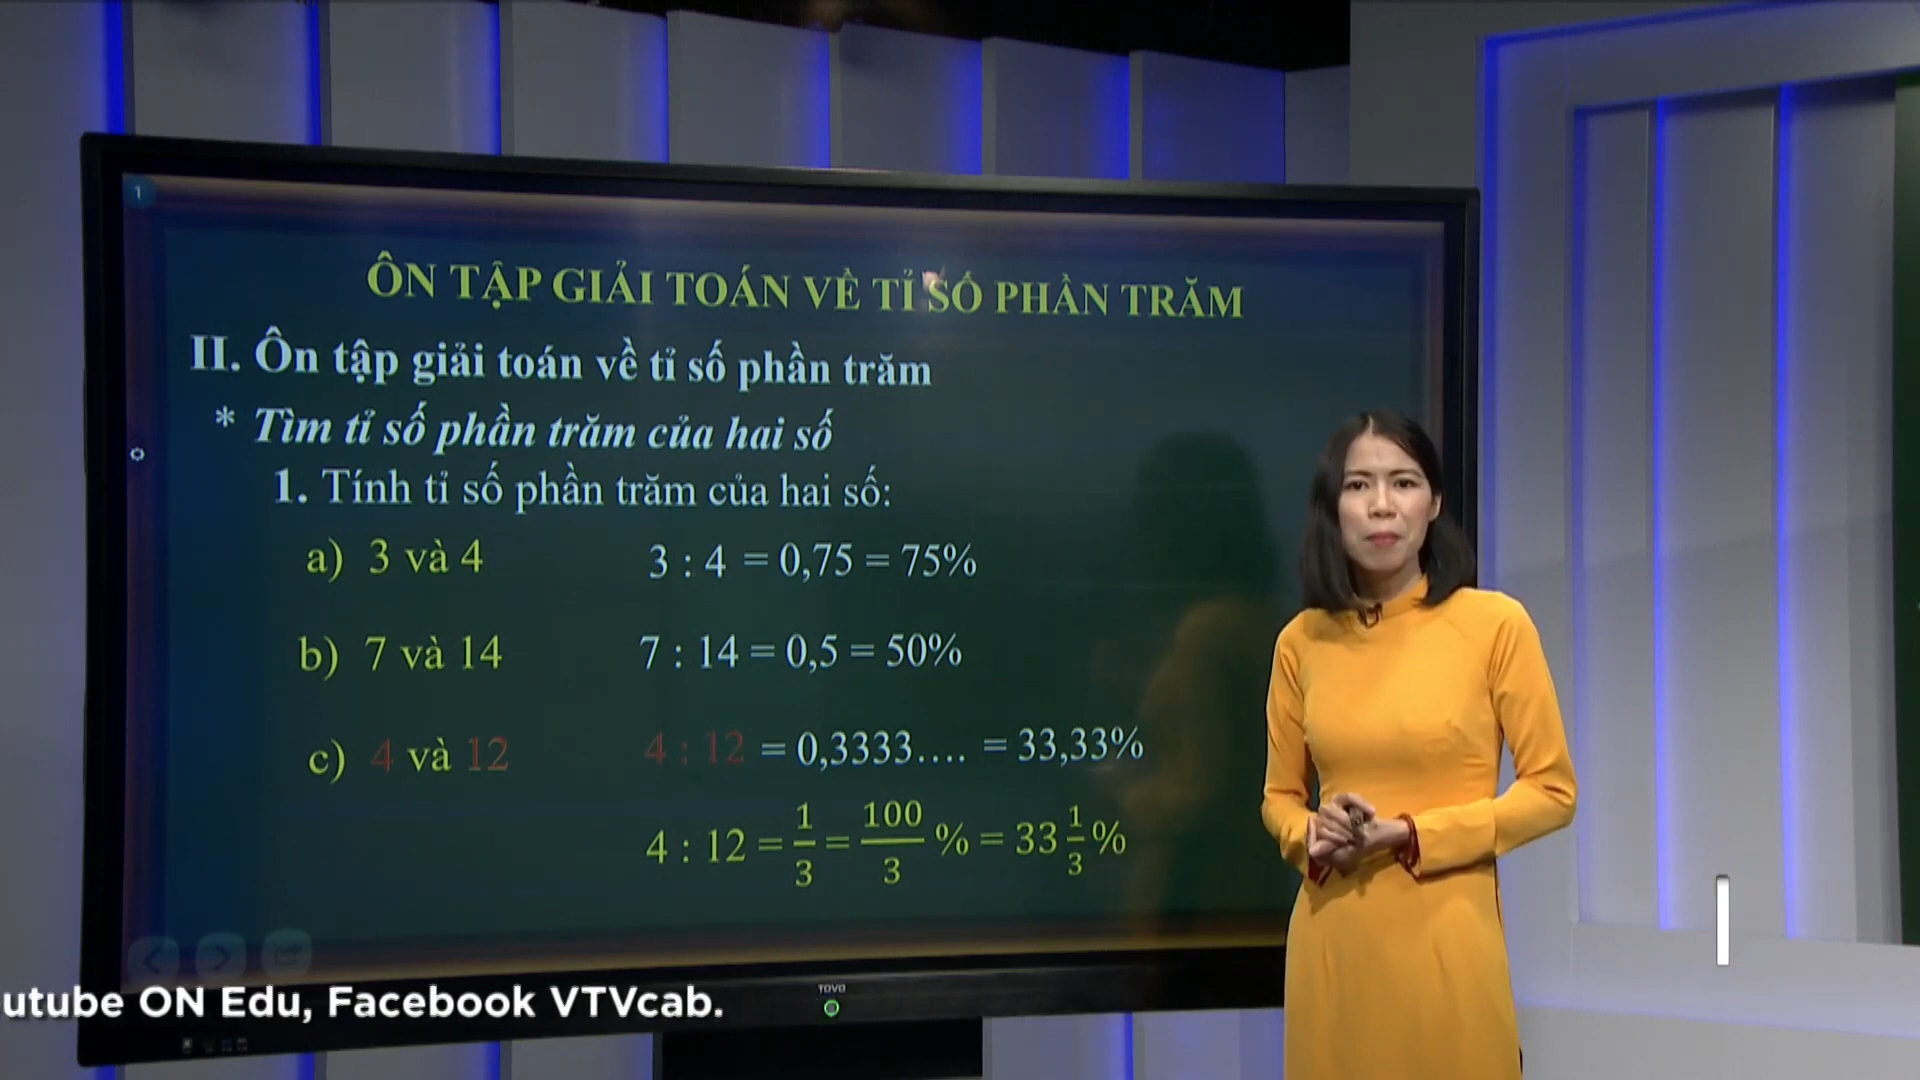 1
ÔN TẬP GIẢI TOÁN VỀ TỈ SỐ PHẦN TRĂM
II. Ôn tập giải toán về tỉ số phần trăm
* Tìm tỉ số phần trăm của hai số
1. Tính tỉ số phần trăm của hai số:
a) 3 và 4 3 : 4 = 0,75 = 75%
b) 7 và 14 7 : 14 = 0,5 = 50%
c) 4 và 12 4 : 12 = 0,3333.... = 33,33%
4 : 12 = 1/3 = 100/3 % = 33 1/3 %
utube ON Edu, Facebook VTVcab.
TOVO